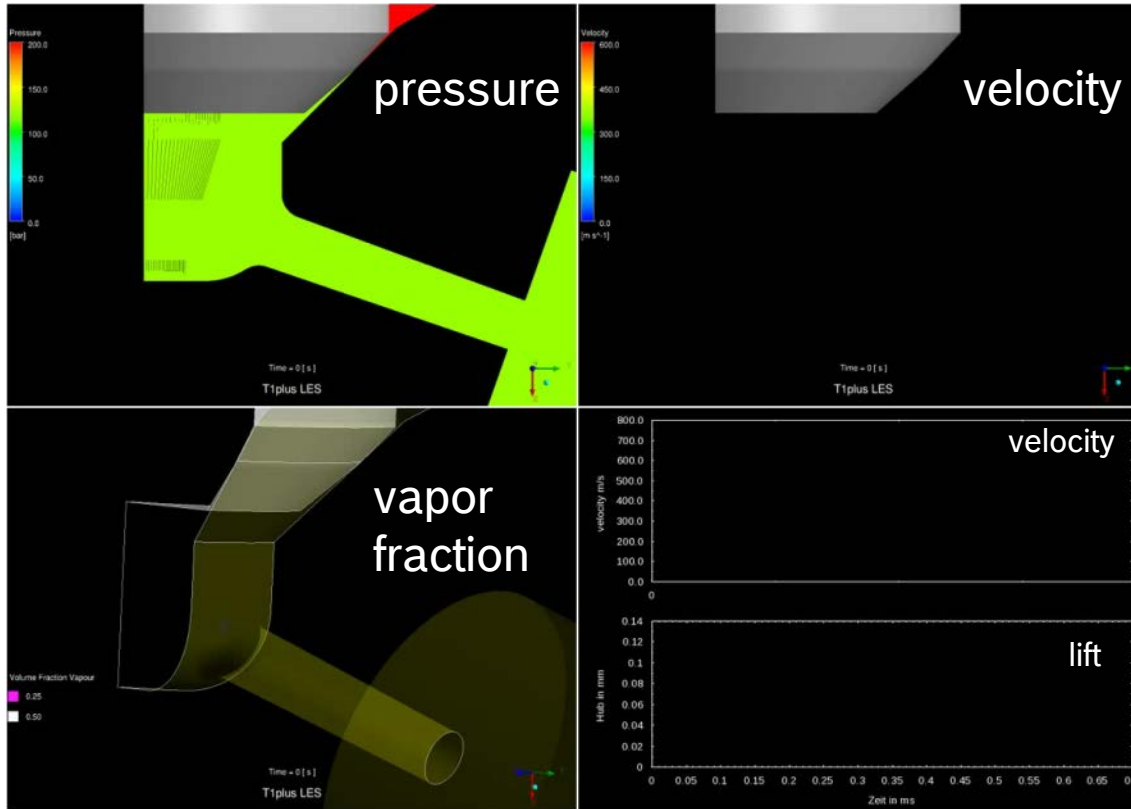 Pressure
200.0
150.0
100.0
50.0
0.0
[bar]
pressure
Time = 0 [ s ]
T1plus LES
Velocity
600.0
450.0
300.0
150.0
0.0
[m s^-1]
velocity
Time = 0 [ s ]
T1plus LES
vapor
fraction
Volume Fraction Vapour
0.25
0.50
Time = 0 [ s ]
T1plus LES
velocity
velocity m/s
800.0
700.0
600.0
500.0
400.0
300.0
200.0
100.0
0.0
0
lift
Hub in mm
0.14
0.12
0.1
0.08
0.06
0.04
0.02
0
0 0.05 0.1 0.15 0.2 0.25 0.3 0.35 0.4 0.45 0.5 0.55 0.6 0.65
Zeit in ms